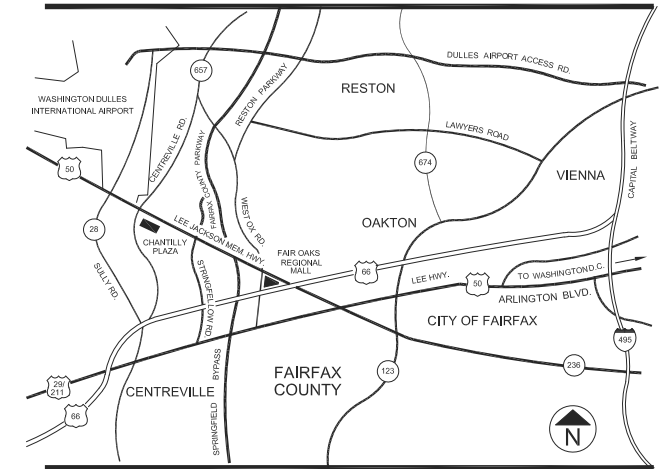 DULLES AIRPORT ACCESS RD.
657
RESTON PARKWAY
RESTON
WASHINGTON DULLES
INTERNATIONAL AIRPORT
CENTREVILLE RD.
FAIRFAX COUNTY PARKWAY
LAWYERS ROAD
CAPITAL BELTWAY
50
674
VIENNA
WEST OX RD.
28
LEE JACKSON MEM. HWY.
OAKTON
CHANTILLY
PLAZA
FAIR OAKS
REGIONAL
MALL
SULLY RD.
STRINGFELLOW RD
66
LEE HWY.
50
TO WASHINGTON D.C.
ARLINGTON BLVD.
CITY OF FAIRFAX
495
29/
211
CENTREVILLE
SPRINGFIELD BYPASS
FAIRFAX
COUNTY
123
236
66
N